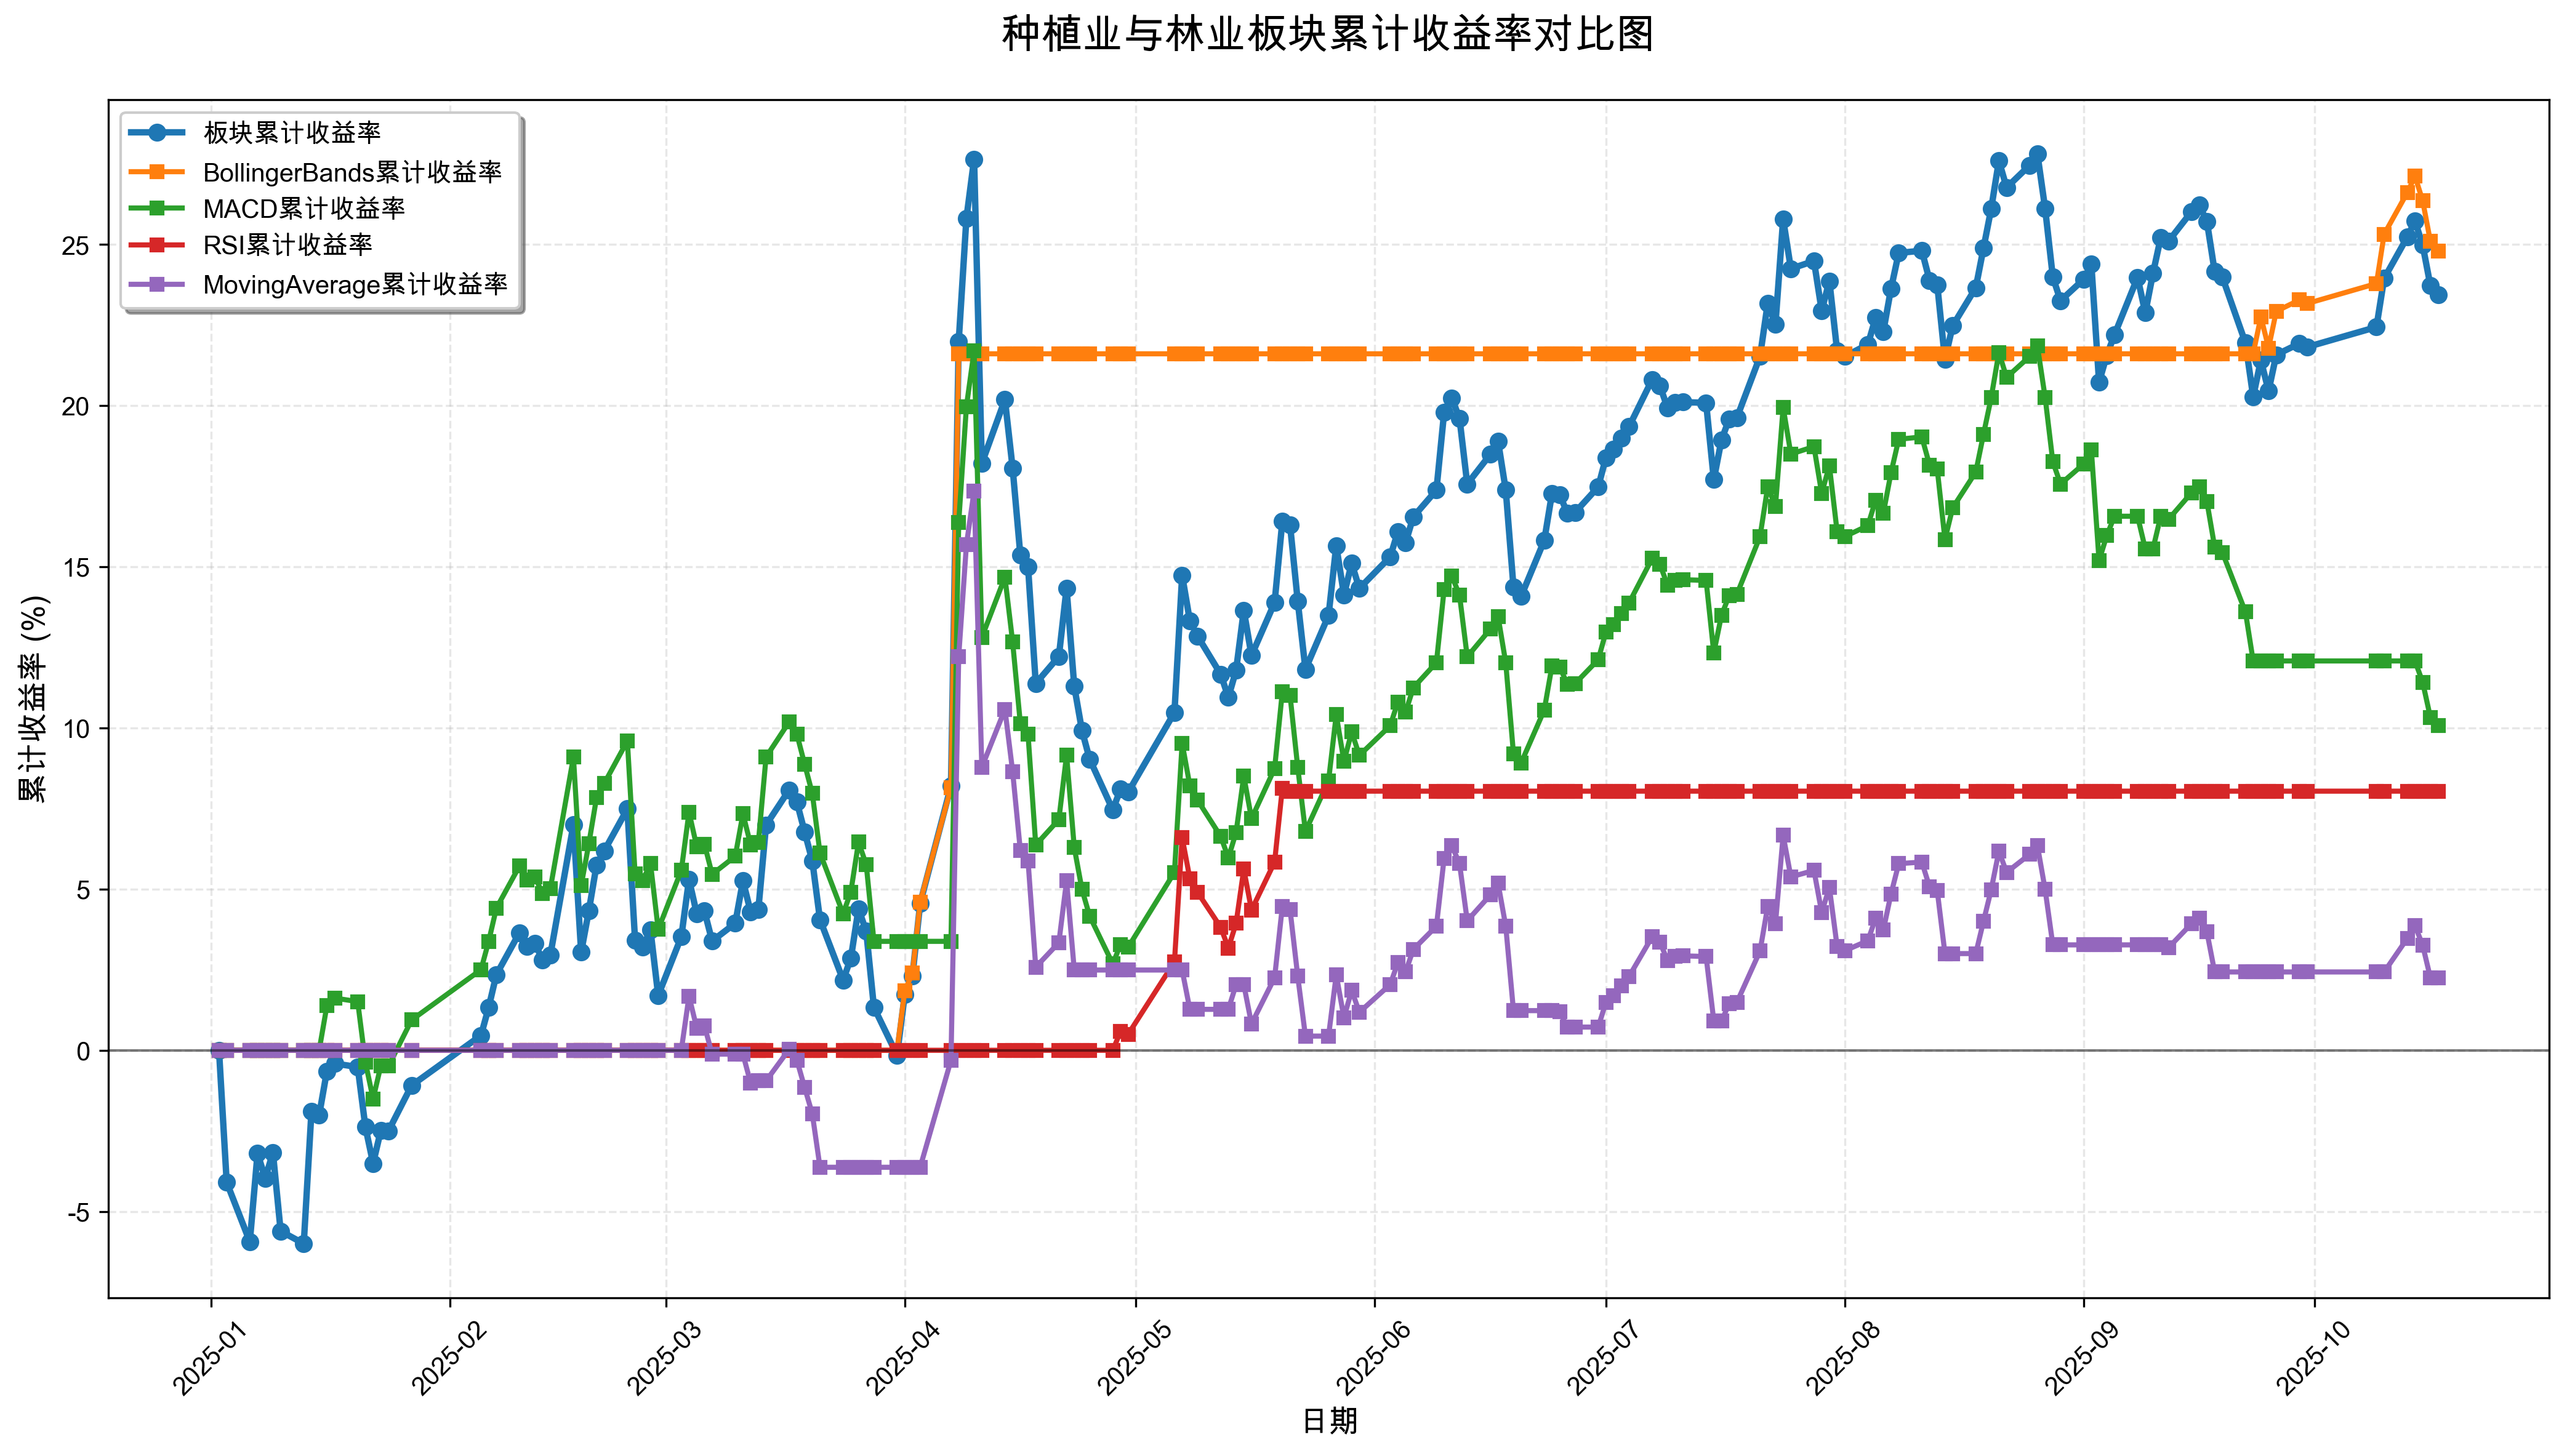 种植业与林业板块累计收益率对比图
板块累计收益率
BollingerBands累计收益率
MACD累计收益率
RSI累计收益率
MovingAverage累计收益率
累计收益率 (%)
25
20
15
10
5
0
-5
2025-01
2025-02
2025-03
2025-04
2025-05
2025-06
2025-07
2025-08
2025-09
2025-10
日期